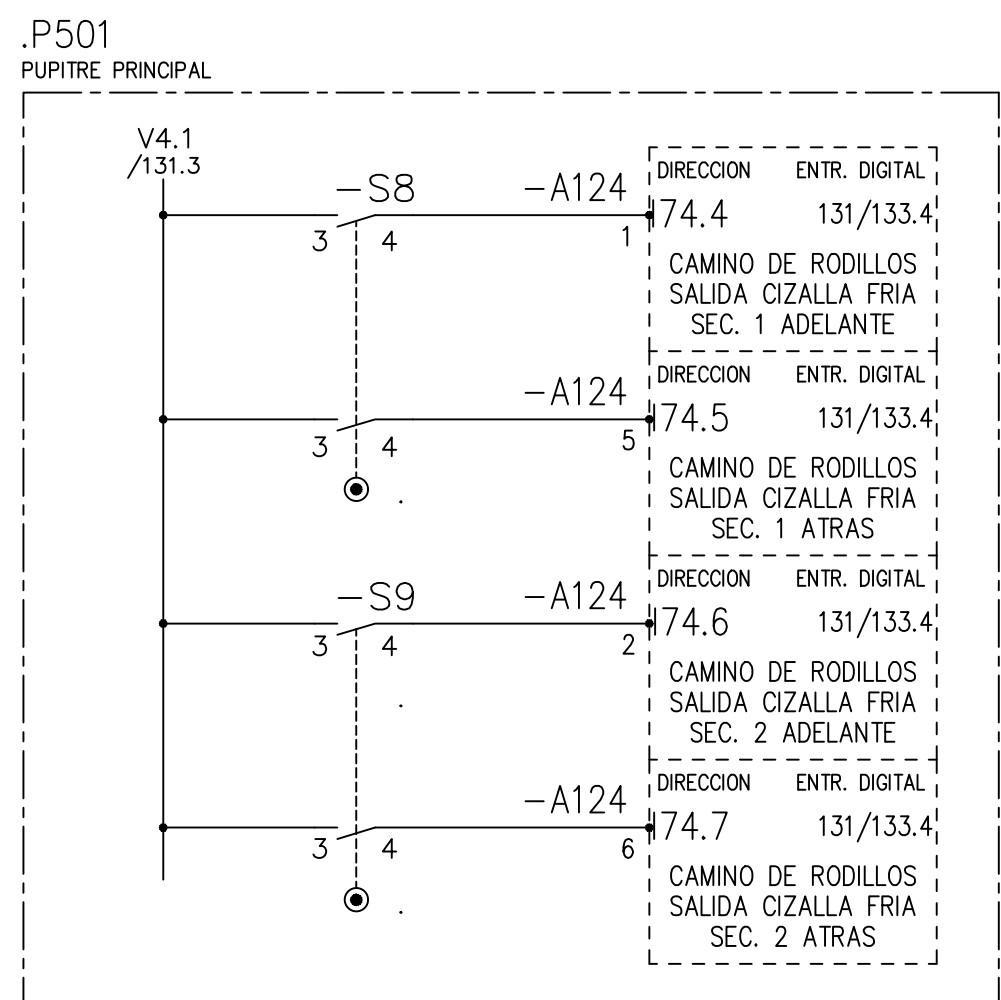 .P501
PUPITRE PRINCIPAL
V4.1
/131.3
-S8
-A124
3
4
1
DIRECCION ENTR. DIGITAL
74.4 131/133.4
CAMINO DE RODILLOS
SALIDA CIZALLA FRIA
SEC. 1 ADELANTE
-A124
3
4
5
DIRECCION ENTR. DIGITAL
74.5 131/133.4
CAMINO DE RODILLOS
SALIDA CIZALLA FRIA
SEC. 1 ATRAS
.
-S9
-A124
3
4
2
DIRECCION ENTR. DIGITAL
74.6 131/133.4
CAMINO DE RODILLOS
SALIDA CIZALLA FRIA
SEC. 2 ADELANTE
.
-A124
3
4
6
DIRECCION ENTR. DIGITAL
74.7 131/133.4
CAMINO DE RODILLOS
SALIDA CIZALLA FRIA
SEC. 2 ATRAS
.